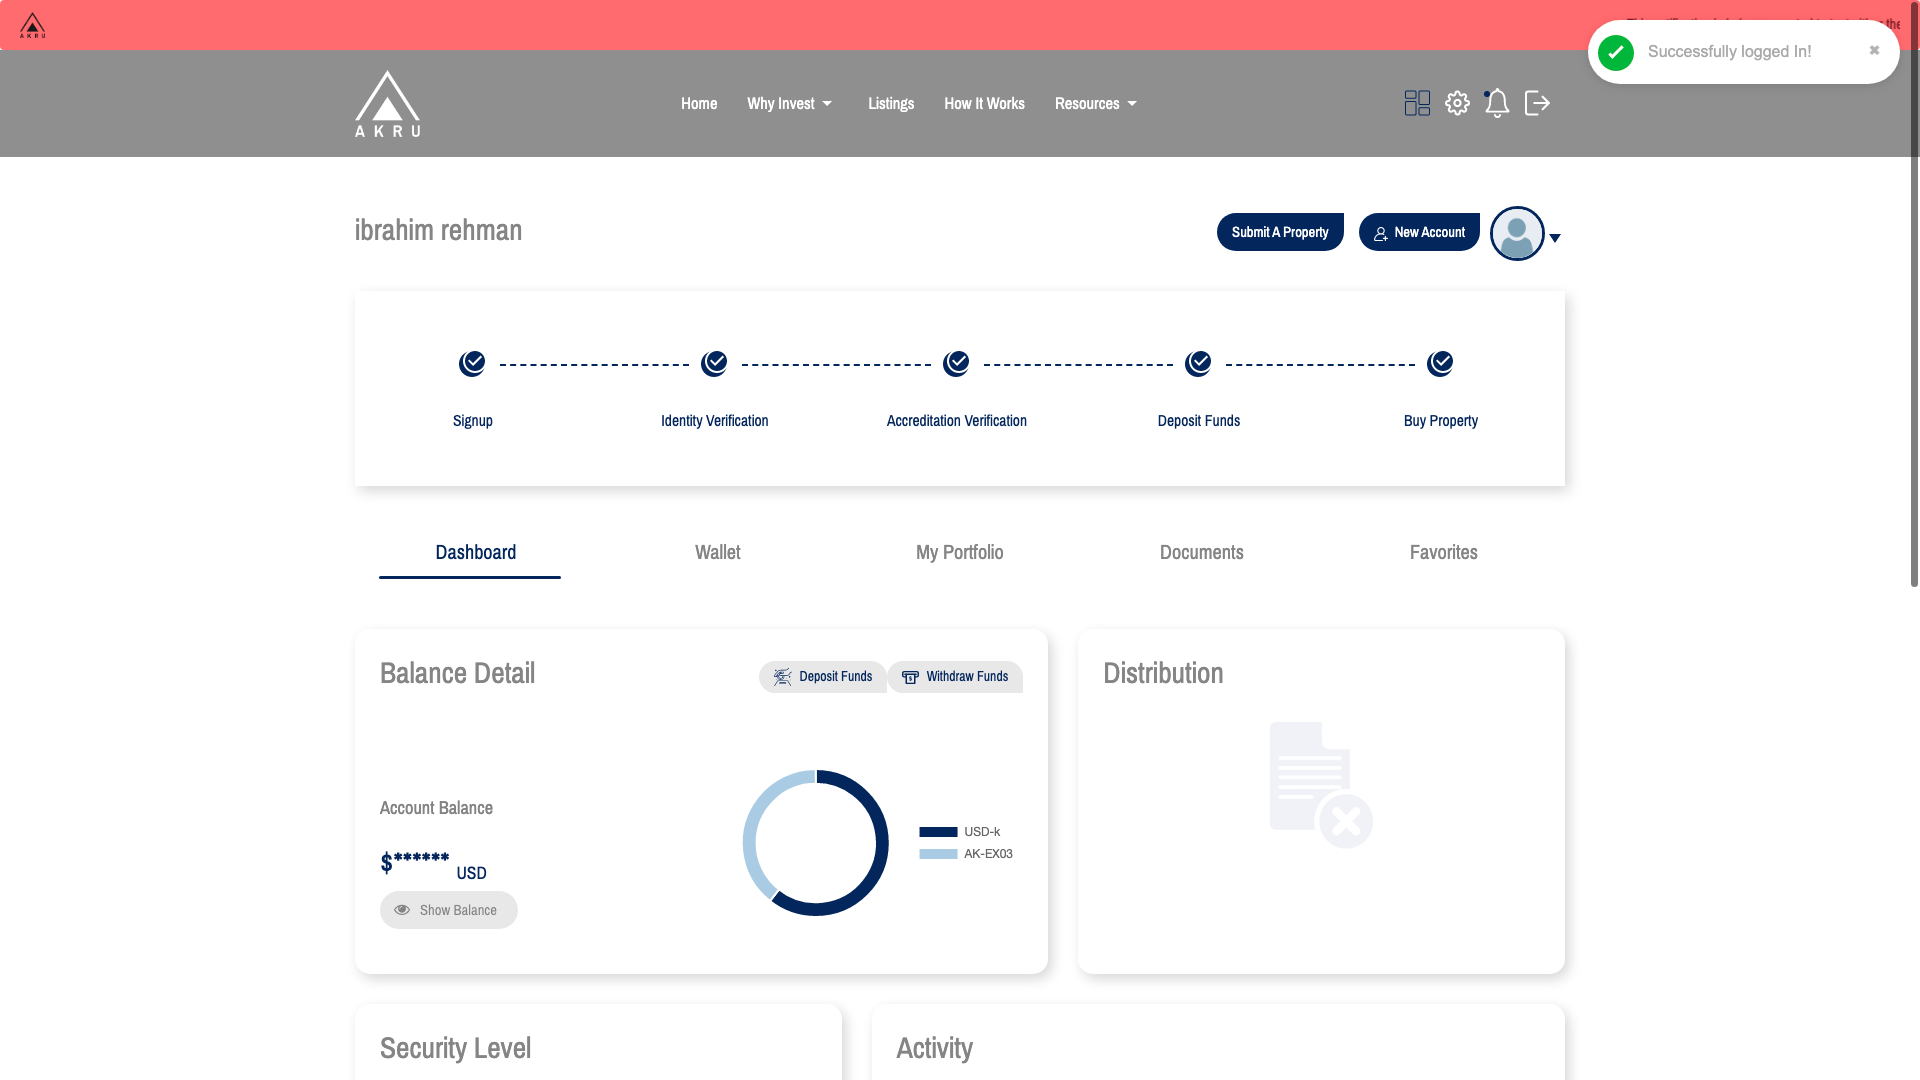 AKRU
the
Successfully logged In!
AKRU
Home
Why Invest
Listings
How It Works
Resources
ibrahim rehman
Submit A Property
New Account
Signup
Identity Verification
Accreditation Verification
Deposit Funds
Buy Property
Dashboard
Wallet
My Portfolio
Documents
Favorites
Balance Detail
Deposit Funds
Withdraw Funds
Distribution
Account Balance
$****** USD
Show Balance
USD-k
AK-EX03
Security Level
Activity